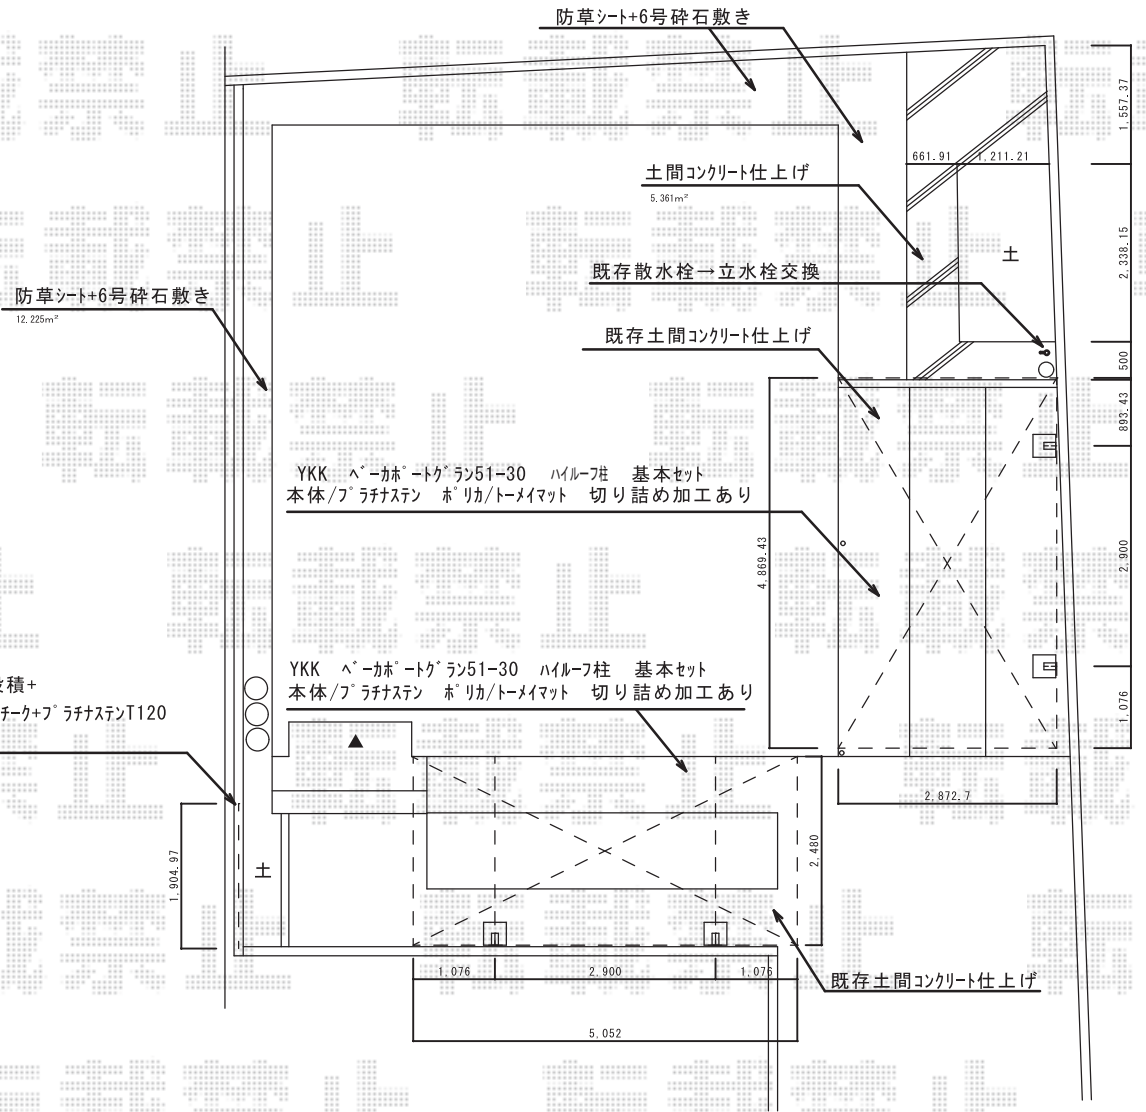 防草シート+6号砕石敷き
1,557.37
661.91
1,211.21
土間コンクリート仕上げ
5.361m²
2,338.15
土
既存散水栓→立水栓交換
防草シート+6号砕石敷き
12.225m²
既存土間コンクリート仕上げ
500
893.43
YKK ベーカポートグラン51-30 ハイルーフ柱 基本セット
本体/プラチナステン ポリカ/トーメイマット 切り詰め加工あり
4,869.43
2,900
YKK ベーカポートグラン51-30 ハイルーフ柱 基本セット
本体/プラチナステン ポリカ/トーメイマット 切り詰め加工あり
積+
チーク+プラチナステンT120
1,076
▲
2,872.7
2,480
1,904.97
土
1,076
2,900
1,076
既存土間コンクリート仕上げ
5,052
転載禁止